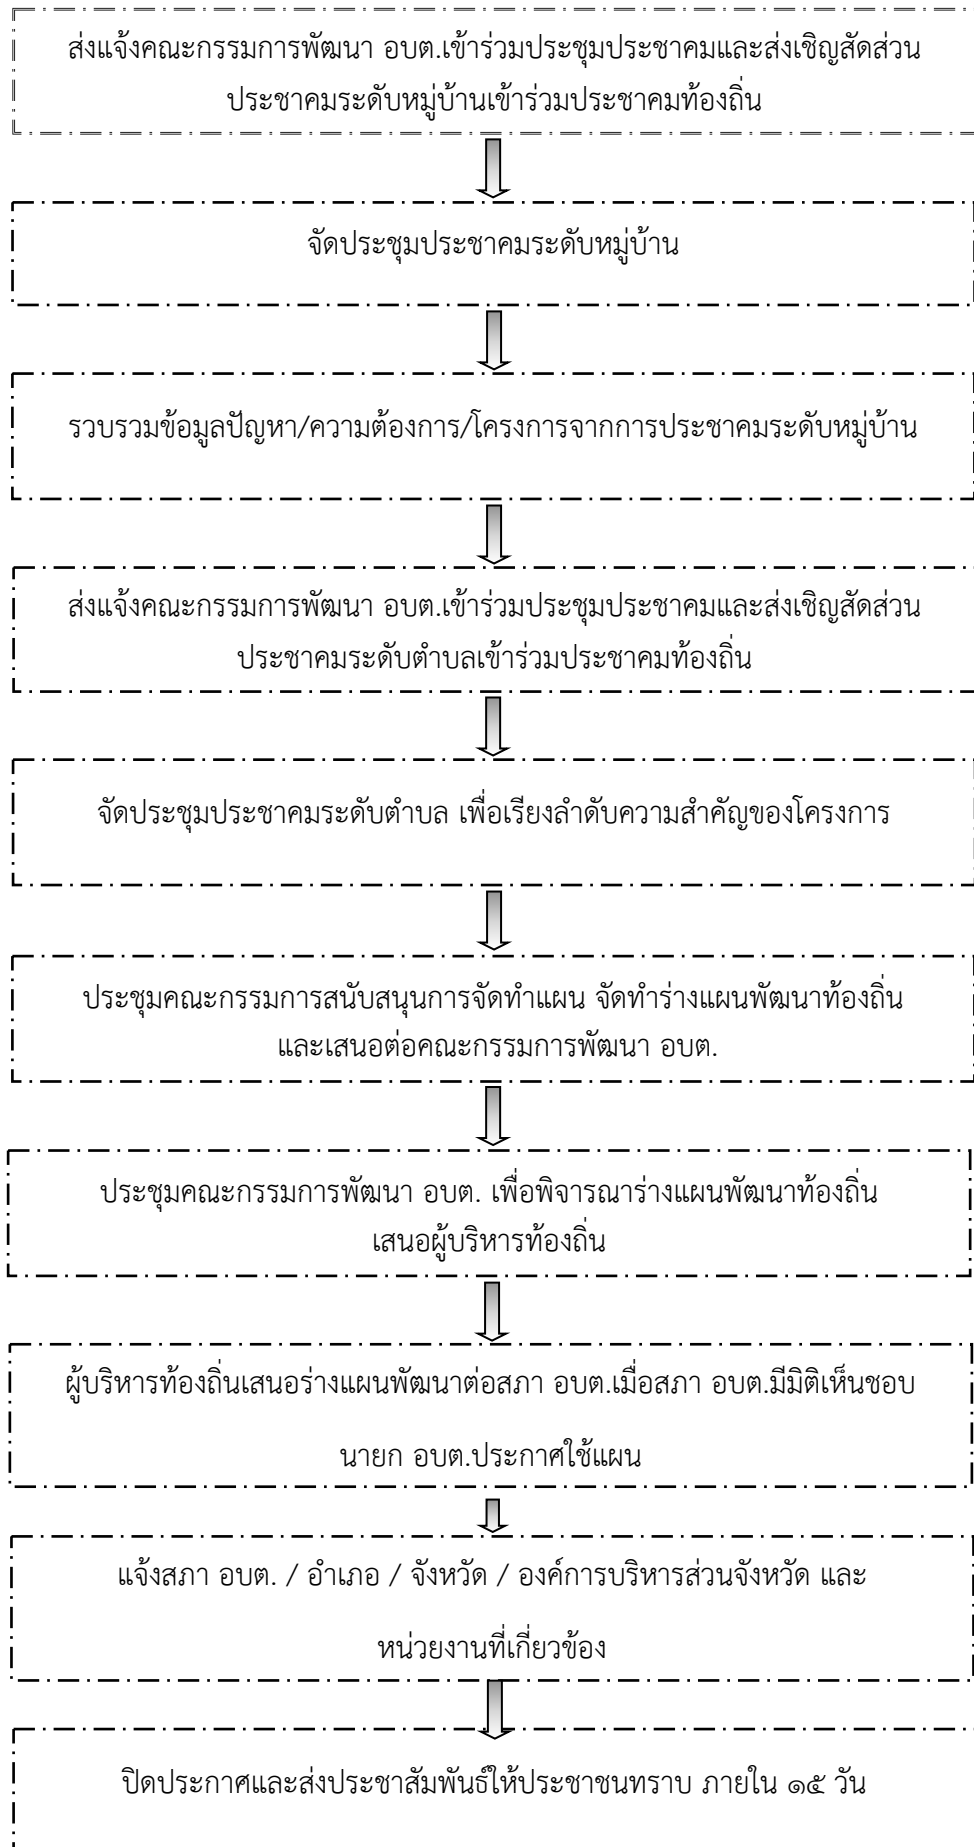 ส่งแจ้งคณะกรรมการพัฒนา อบต.เข้าร่วมประชุมประชาคมและส่งเชิญสัดส่วน
ประชาคมระดับหมู่บ้านเข้าร่วมประชาคมท้องถิ่น
จัดประชุมประชาคมระดับหมู่บ้าน
รวบรวมข้อมูลปัญหา/ความต้องการ/โครงการจากการประชาคมระดับหมู่บ้าน
ส่งแจ้งคณะกรรมการพัฒนา อบต.เข้าร่วมประชุมประชาคมและส่งเชิญสัดส่วน
ประชาคมระดับตำบลเข้าร่วมประชาคมท้องถิ่น
จัดประชุมประชาคมระดับตำบล เพื่อเรียงลำดับความสำคัญของโครงการ
ประชุมคณะกรรมการสนับสนุนการจัดทำแผน จัดทำร่างแผนพัฒนาท้องถิ่น
และเสนอต่อคณะกรรมการพัฒนา อบต.
ประชุมคณะกรรมการพัฒนา อบต. เพื่อพิจารณาร่างแผนพัฒนาท้องถิ่น
เสนอผู้บริหารท้องถิ่น
ผู้บริหารท้องถิ่นเสนอร่างแผนพัฒนาต่อสภา อบต.เมื่อสภา อบต.มีมิติเห็นชอบ
นายก อบต.ประกาศใช้แผน
แจ้งสภา อบต. / อำเภอ / จังหวัด / องค์การบริหารส่วนจังหวัด และ
หน่วยงานที่เกี่ยวข้อง
ปิดประกาศและส่งประชาสัมพันธ์ให้ประชาชนทราบ ภายใน ๑๕ วัน